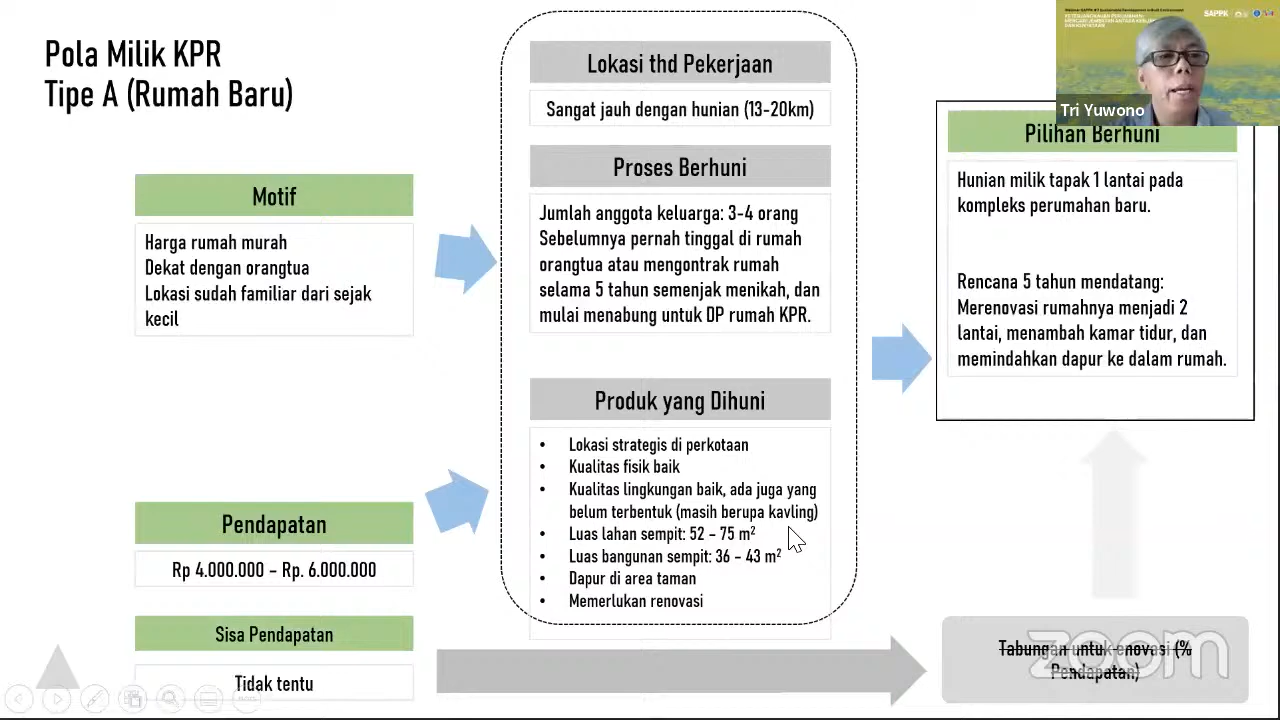 Pola Milik KPR
Tipe A (Rumah Baru)
Motif
Harga rumah murah
Dekat dengan orangtua
Lokasi sudah familiar dari sejak
kecil
Pendapatan
Rp 4.000.000 – Rp. 6.000.000
Sisa Pendapatan
Tidak tentu
Lokasi thd Pekerjaan
Sangat jauh dengan hunian (13-20km)
Proses Berhuni
Jumlah anggota keluarga: 3-4 orang
Sebelumnya pernah tinggal di rumah
orangtua atau mengontrak rumah
selama 5 tahun semenjak menikah, dan
mulai menabung untuk DP rumah KPR.
Produk yang Dihuni
• Lokasi strategis di perkotaan
• Kualitas fisik baik
• Kualitas lingkungan baik, ada juga yang
belum terbentuk (masih berupa kavling)
• Luas lahan sempit: 52 – 75 m²
• Luas bangunan sempit: 36 – 43 m²
• Dapur di area taman
• Memerlukan renovasi
SAPPK
Tri Yuwono
Pilihan Berhuni
Hunian milik tapak 1 lantai pada
kompleks perumahan baru.
Rencana 5 tahun mendatang:
Merenovasi rumahnya menjadi 2
lantai, menambah kamar tidur, dan
memindahkan dapur ke dalam rumah.
Tabungan untuk enovasi (%
Pendapatan)
zoom